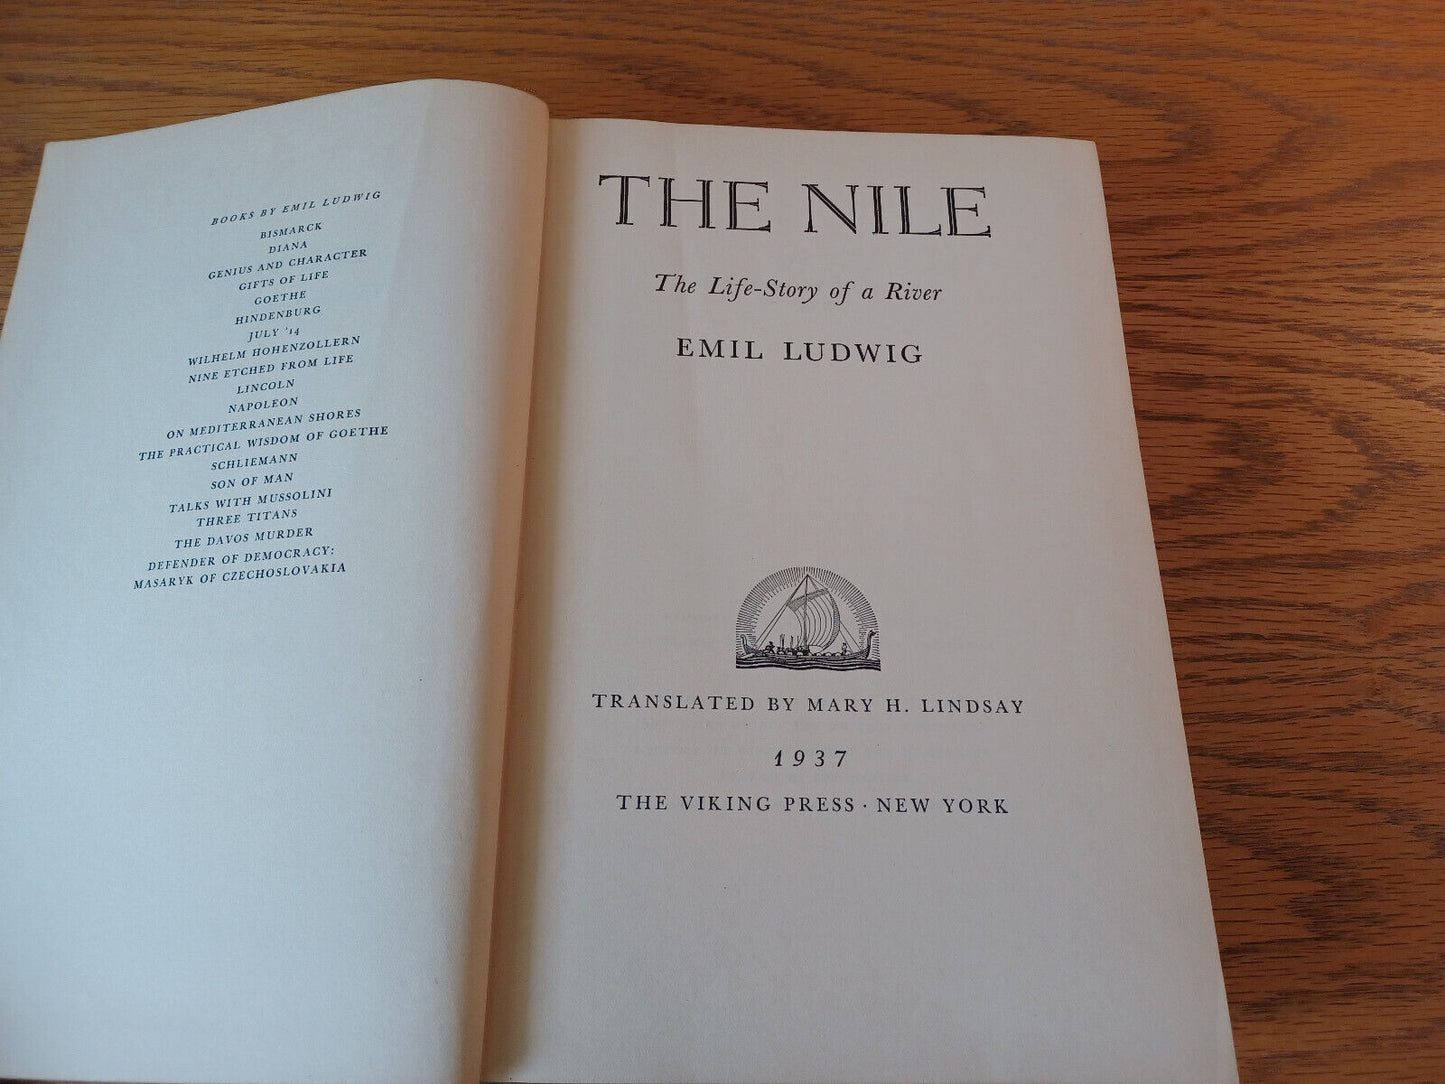 BOOKS BY EMIL LUDWIG
BISMARCK
DIANA
GENIUS AND CHARACTER
GIFTS OF LIFE
GOETHE
HINDENBURG
JULY '14
WILHELM HOHENZOLLERN
NINE ETCHED FROM LIFE
LINCOLN
NAPOLEON
ON MEDITERRANEAN SHORES
THE PRACTICAL WISDOM OF GOETHE
SCHLIEMANN
SON OF MAN
TALKS WITH MUSSOLINI
THREE TITANS
THE DAVOS MURDER
DEFENDER OF DEMOCRACY:
MASARYK OF CZECHOSLOVAKIA
THE NILE
The Life-Story of a River
EMIL LUDWIG
TRANSLATED BY MARY H. LINDSAY
1937
THE VIKING PRESS · NEW YORK